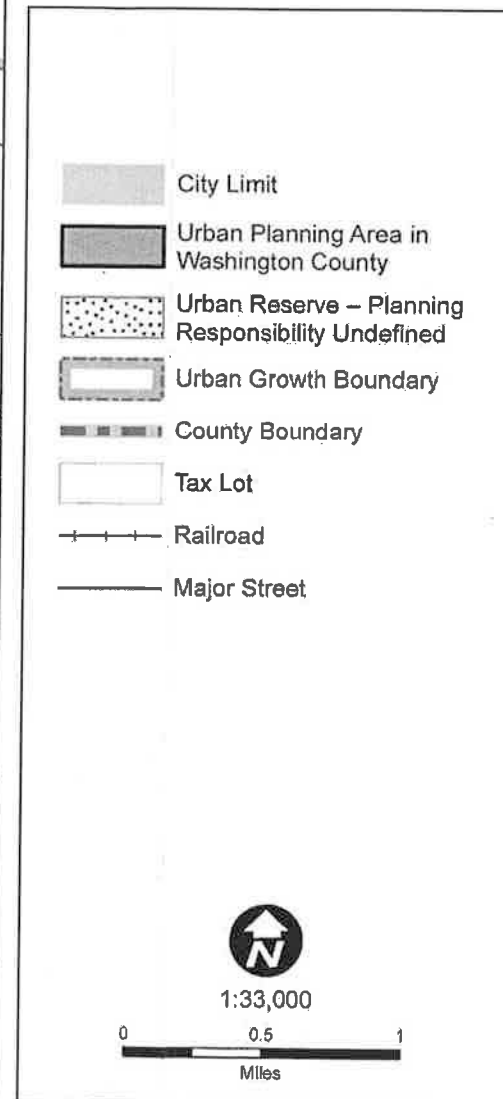 City Limit
Urban Planning Area in
Washington County
Urban Reserve – Planning
Responsibility Undefined
Urban Growth Boundary
County Boundary
Tax Lot
Railroad
Major Street
N
1:33,000
0 0.5 1
Miles